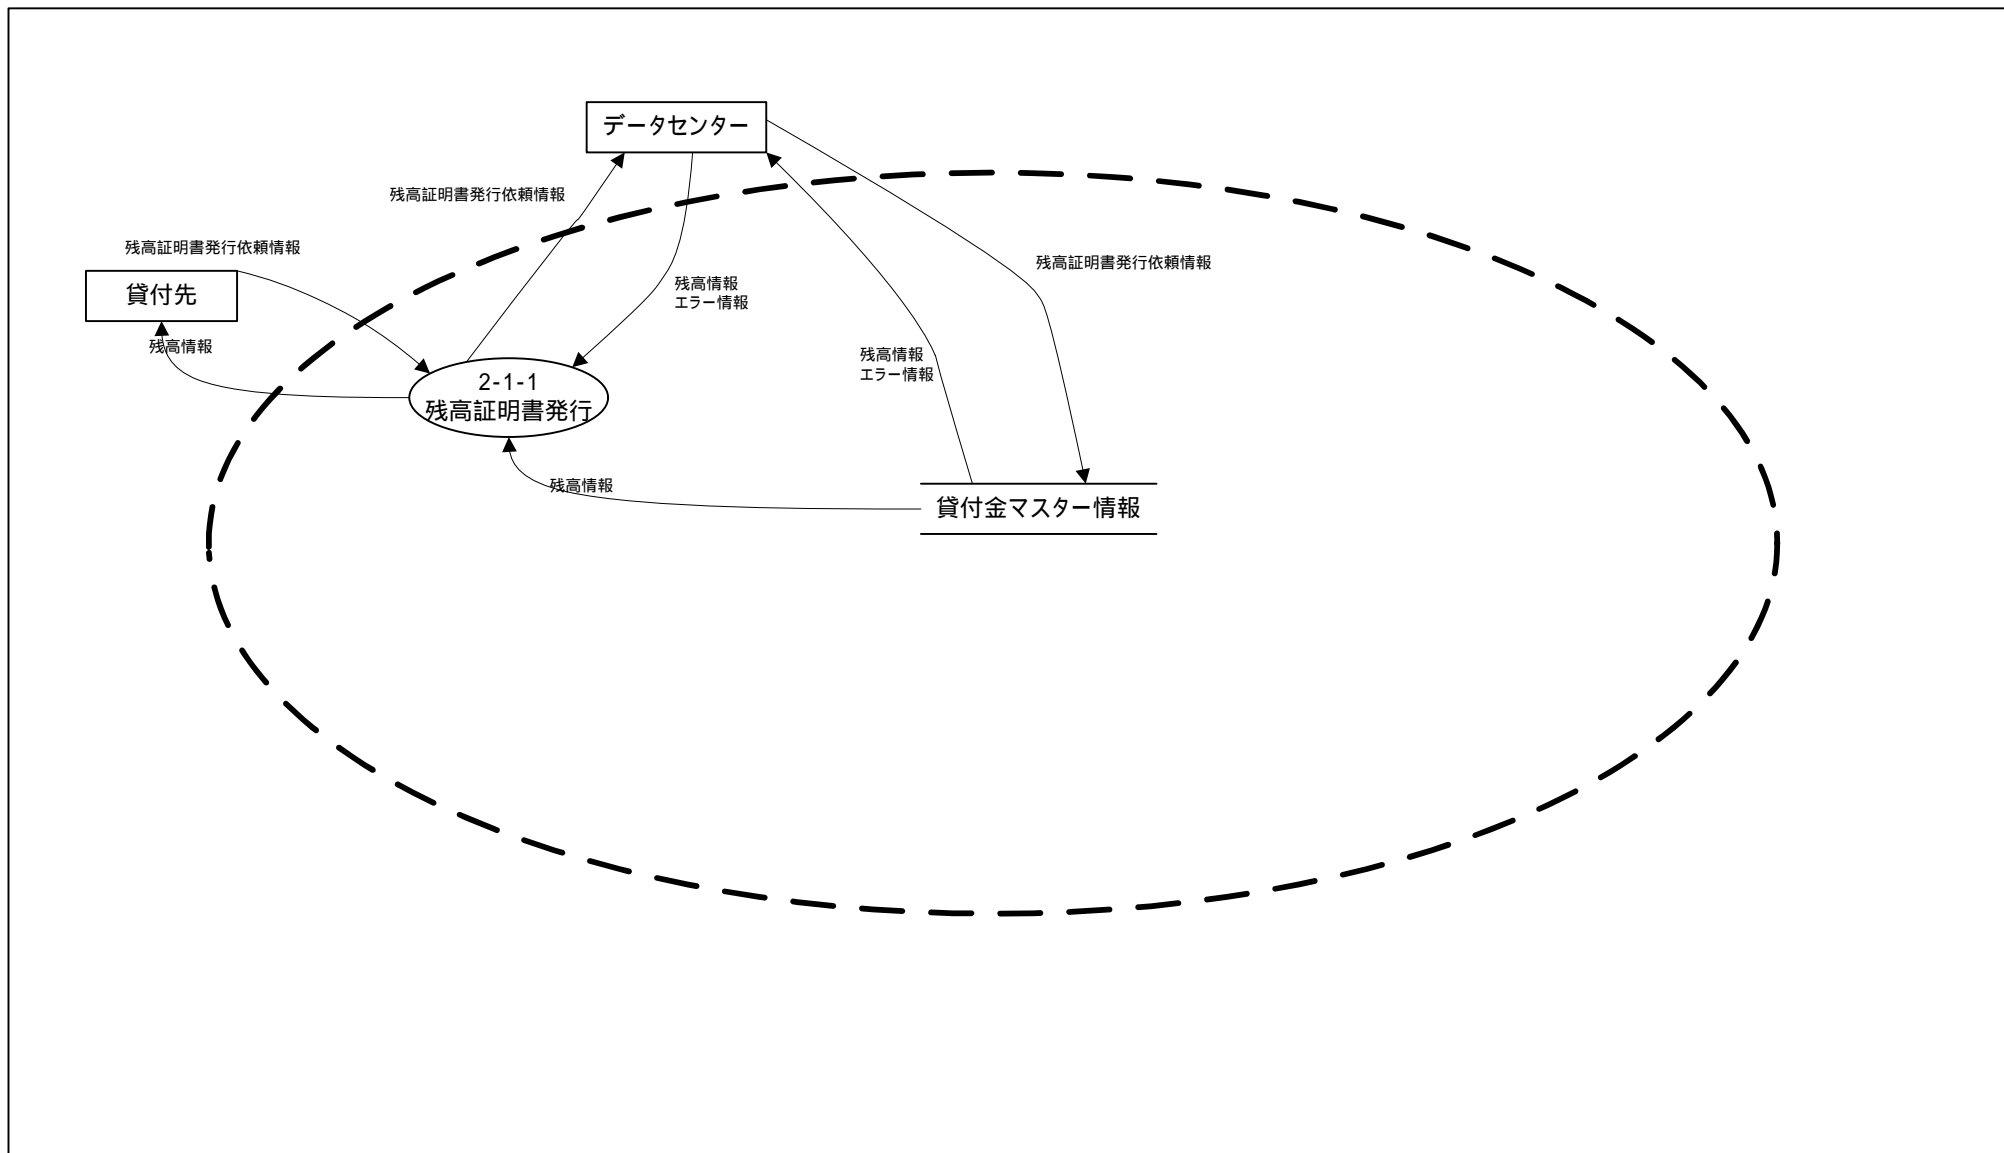 データセンター
残高証明書発行依頼情報
残高証明書発行依頼情報
残高証明書発行依頼情報
貸付先
残高情報
エラー情報
残高情報
残高情報
エラー情報
2-1-1
残高証明書発行
残高情報
貸付金マスター情報